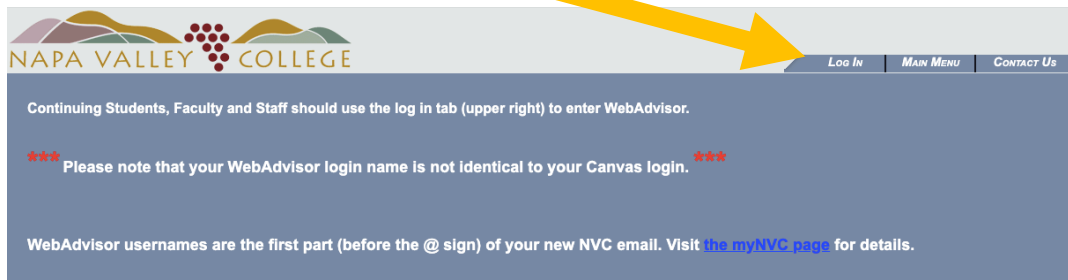 NAPA VALLEY COLLEGE
Log In Main Menu Contact Us
Continuing Students, Faculty and Staff should use the log in tab (upper right) to enter WebAdvisor.
*** Please note that your WebAdvisor login name is not identical to your Canvas login. ***
WebAdvisor usernames are the first part (before the @ sign) of your new NVC email. Visit the myNVC page for details.